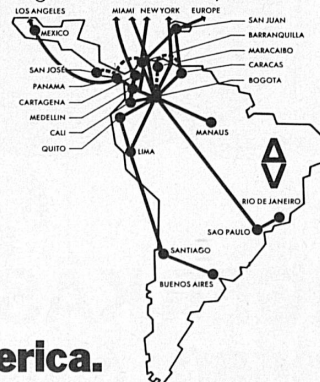 LOS ANGELES
MIAMI
NEW YORK
EUROPE
MEXICO
SAN JUAN
BARRANQUILLA
MARACAIBO
CARACAS
BOGOTA
SAN JOSÉ
PANAMA
CARTAGENA
MEDELLIN
CALI
QUITO
MANAUS
LIMA
RIO DE JANEIRO
SAO PAULO
SANTIAGO
BUENOS AIRES
erica.